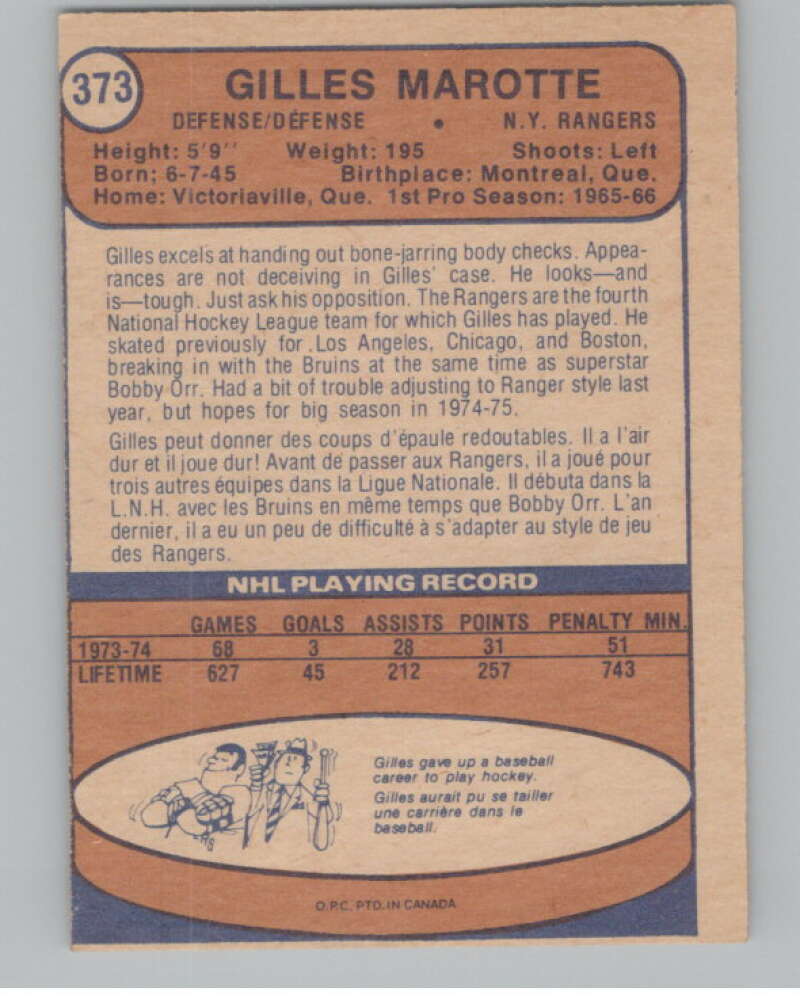 373
GILLES MAROTTE
DEFENSE/DÉFENSE • N.Y. RANGERS
Height: 5'9'' Weight: 195 Shoots: Left
Born: 6-7-45 Birthplace: Montreal, Que.
Home: Victoriaville, Que. 1st Pro Season: 1965-66
Gilles excels at handing out bone-jarring body checks. Appea-
rances are not deceiving in Gilles' case. He looks—and
is—tough. Just ask his opposition. The Rangers are the fourth
National Hockey League team for which Gilles has played. He
skated previously for Los Angeles, Chicago, and Boston,
breaking in with the Bruins at the same time as superstar
Bobby Orr. Had a bit of trouble adjusting to Ranger style last
year, but hopes for big season in 1974-75.
Gilles peut donner des coups d'épaule redoutables. Il a l'air
dur et il joue dur! Avant de passer aux Rangers, il a joué pour
trois autres équipes dans la Ligue Nationale. Il débuta dans la
L.N.H. avec les Bruins en même temps que Bobby Orr. L'an
dernier, il a eu un peu de difficulté à s'adapter au style de jeu
des Rangers.
NHL PLAYING RECORD
GAMES GOALS ASSISTS POINTS PENALTY MIN.
1973-74 68 3 28 31 51
LIFETIME 627 45 212 257 743
Gilles gave up a baseball
career to play hockey.
Gilles aurait pu se tailler
une carrière dans le
baseball.
O.P.C. PTD. IN CANADA